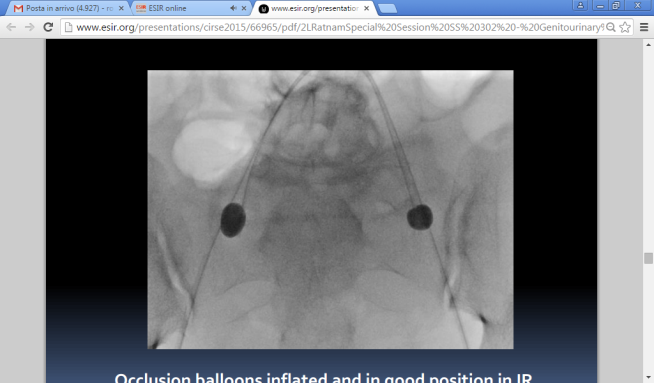 Posta in arrivo (4.927) - ro
ESIR online
www.esir.org/presentation
www.esir.org/presentations/cirse2015/66965/pdf/2LRatnamSpecial%20Session%20SS%20302%20-%20Genitourinary%
Occlusion balloons inflated and in good position in IR